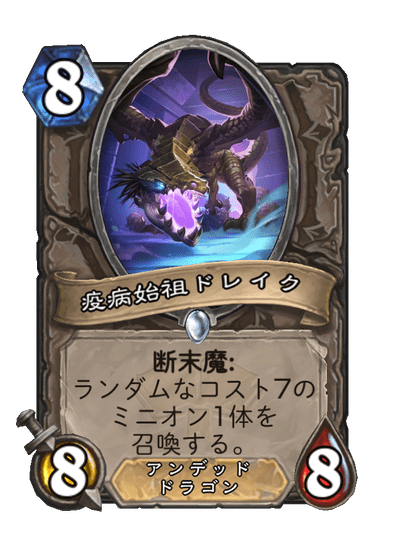 8
疫病始祖ドレイク
断末魔:
ランダムなコスト7の
ミニオン1体を
召喚する。
アンデッド
ドラゴン
8
8